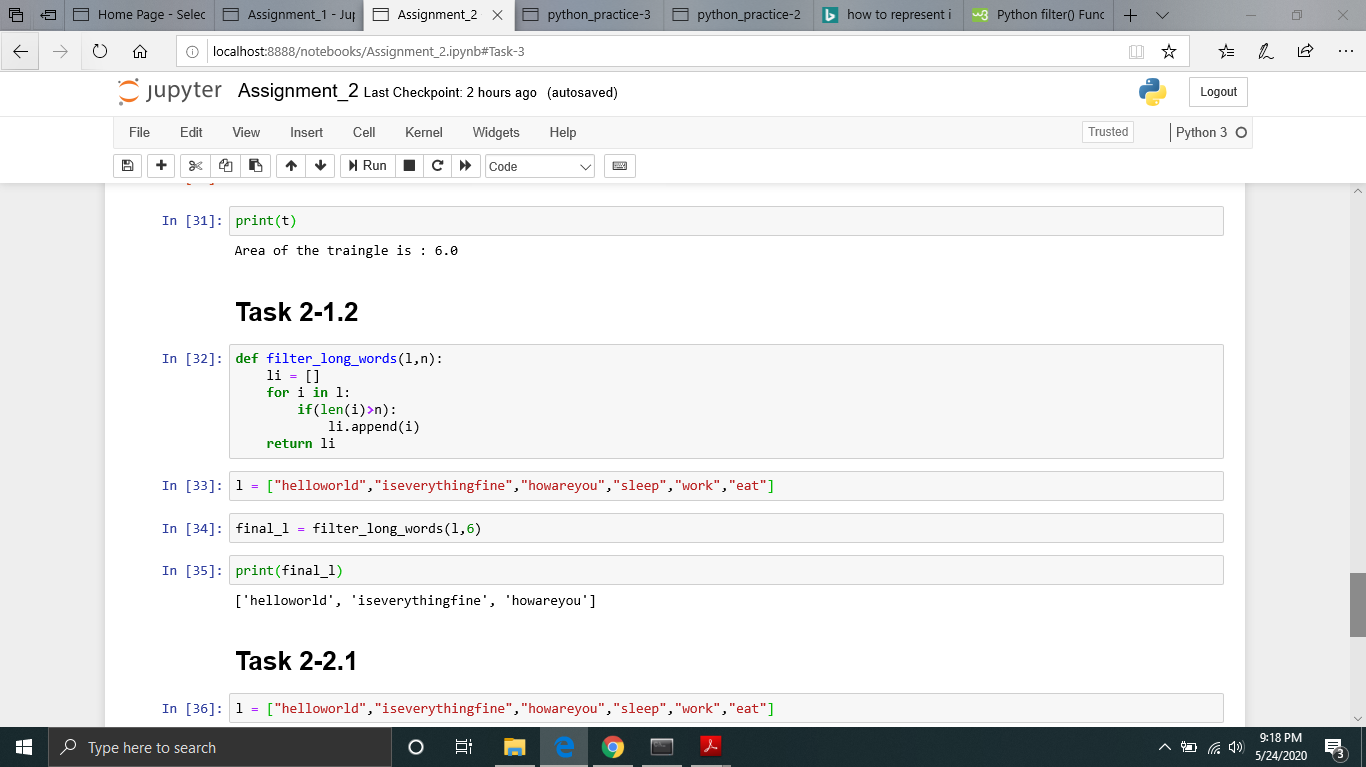 Home Page - Selec
Assignment_1 - Jup
Assignment_2
python_practice-3
python_practice-2
how to represent i
Python filter() Func
localhost:8888/notebooks/Assignment_2.ipynb#Task-3
jupyter Assignment_2 Last Checkpoint: 2 hours ago (autosaved)
Logout
File Edit View Insert Cell Kernel Widgets Help
Trusted
Python 3
Run
Code
In [31]: print(t)
Area of the traingle is : 6.0
Task 2-1.2
In [32]: def filter_long_words(l,n):
    li = []
    for i in l:
        if(len(i)>n):
            li.append(i)
    return li
In [33]: l = ["helloworld","iseverythingfine","howareyou","sleep","work","eat"]
In [34]: final_l = filter_long_words(l,6)
In [35]: print(final_l)
['helloworld', 'iseverythingfine', 'howareyou']
Task 2-2.1
In [36]: l = ["helloworld","iseverythingfine","howareyou","sleep","work","eat"]
Type here to search
9:18 PM
5/24/2020
3